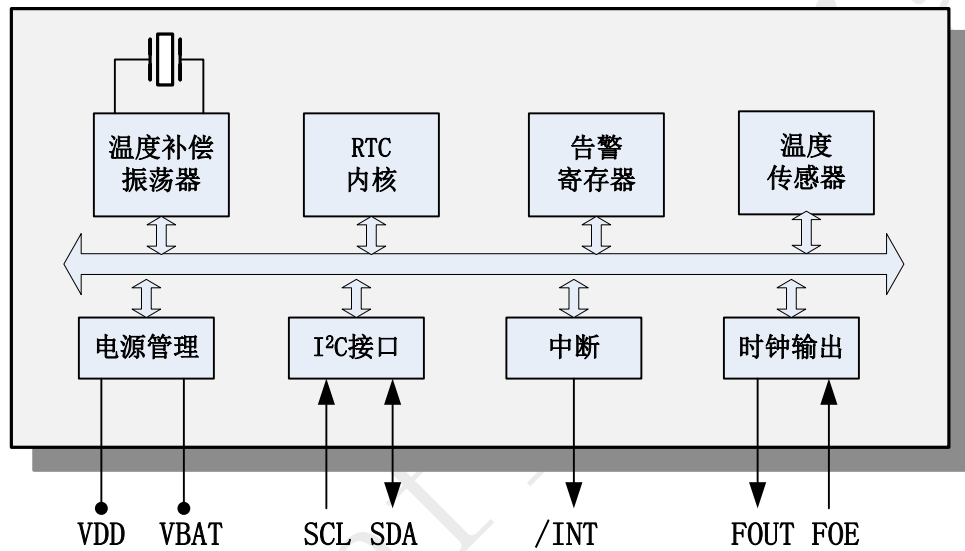 温度补偿
振荡器
RTC
内核
告警
寄存器
温度
传感器
电源管理
I²C接口
中断
时钟输出
VDD
VBAT
SCL
SDA
/INT
FOUT
FOE